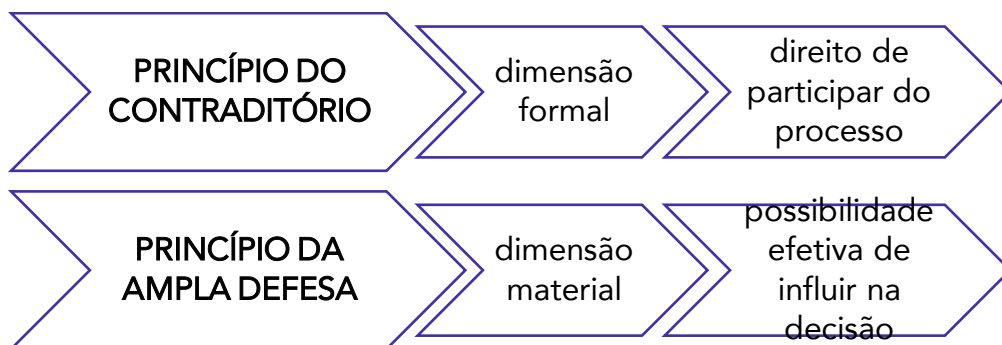 PRINCÍPIO DO
CONTRADITÓRIO
dimensão
formal
direito de
participar do
processo
PRINCÍPIO DA
AMPLA DEFESA
dimensão
material
possibilidade
efetiva de
influir na
decisão